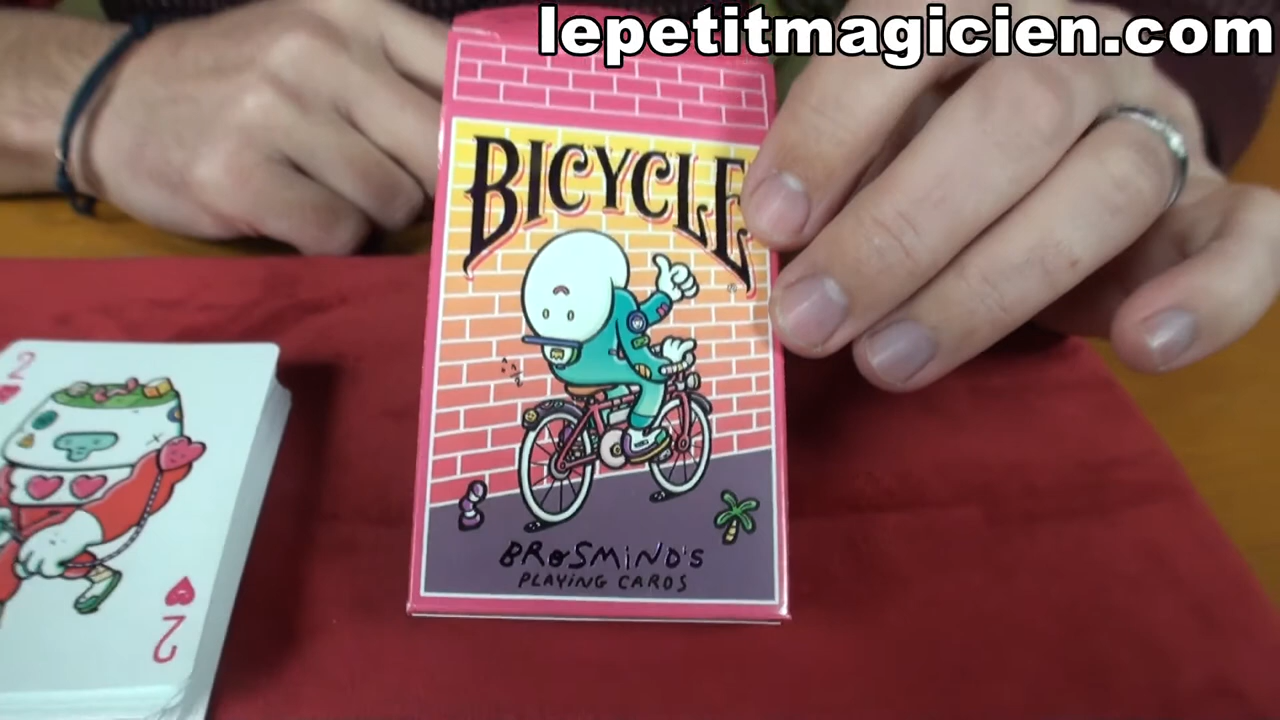 lepetitmagicien.com
BICYCLE
®
BROSMIND'S
PLAYING CARDS
2
2